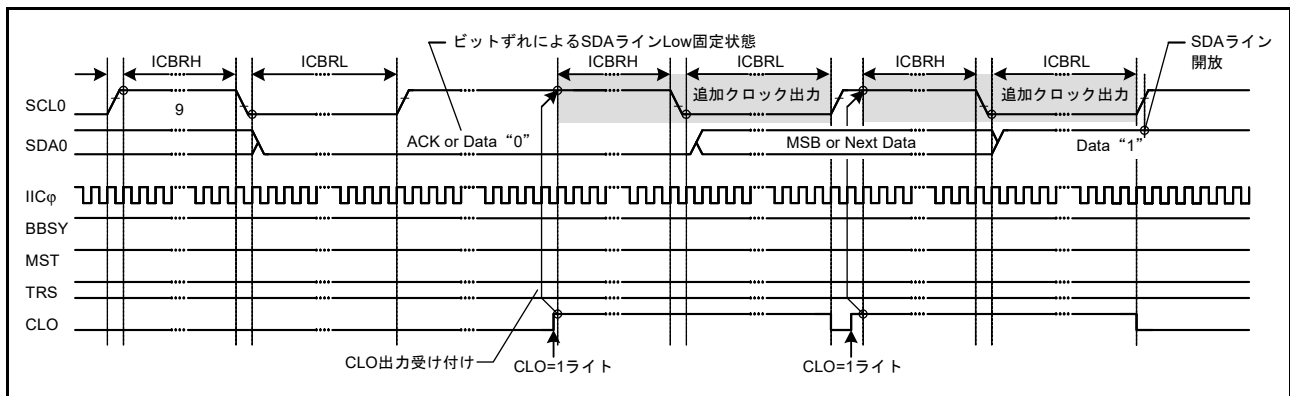 ビットずれによるSDAラインLow固定状態
SDAライン
開放
ICBRH
ICBRL
ICBRH
ICBRL
ICBRH
ICBRL
追加クロック出力
追加クロック出力
SCL0
9
ACK or Data “0”
MSB or Next Data
Data “1”
SDA0
IICφ
BBSY
MST
TRS
CLO
CLO出力受け付け
CLO=1ライト
CLO=1ライト